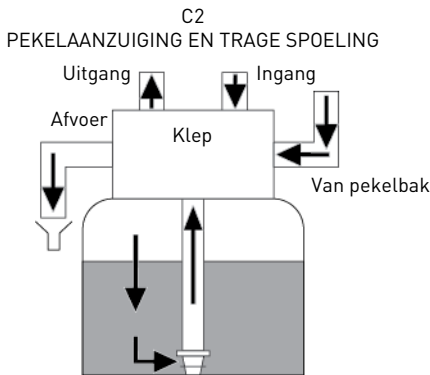 C2
PEKELAANZUIGING EN TRAGE SPOELING
Uitgang
Ingang
Afvoer
Klep
Van pekelbak